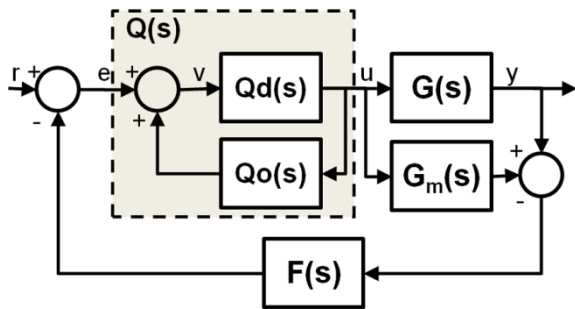 Q(s)
r
+
e
+
v
Qd(s)
u
G(s)
y
-
+
Qo(s)
Gm(s)
+
-
F(s)